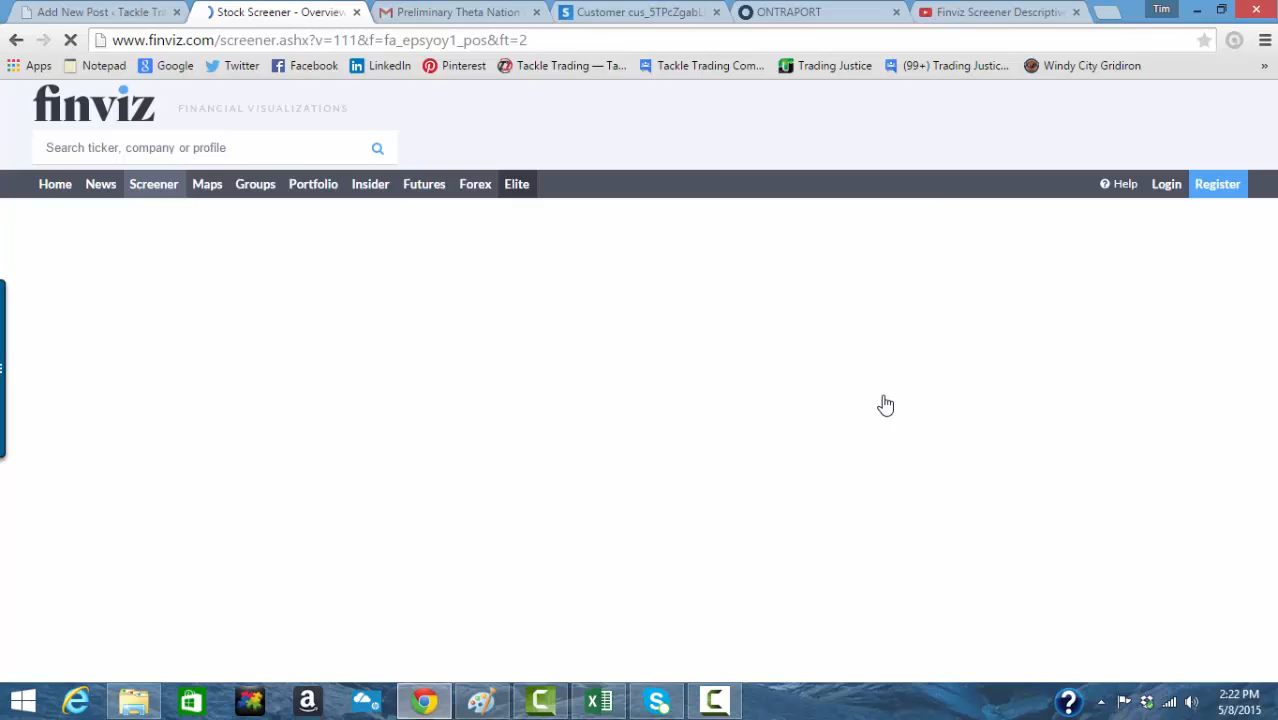 Add New Post ‹ Tackle Tra
Stock Screener - Overview
Preliminary Theta Nation
Customer cus_5TPcZgabL
ONTRAPORT
Finviz Screener Descriptiv
Tim
www.finviz.com/screener.ashx?v=111&f=fa_epsyoy1_pos&ft=2
Apps
Notepad
Google
Twitter
Facebook
LinkedIn
Pinterest
Tackle Trading — Ta...
Tackle Trading Com...
Trading Justice
(99+) Trading Justic...
Windy City Gridiron
»
finviz
FINANCIAL VISUALIZATIONS
Search ticker, company or profile
Home News Screener Maps Groups Portfolio Insider Futures Forex Elite Help Login Register
2:22 PM
5/8/2015